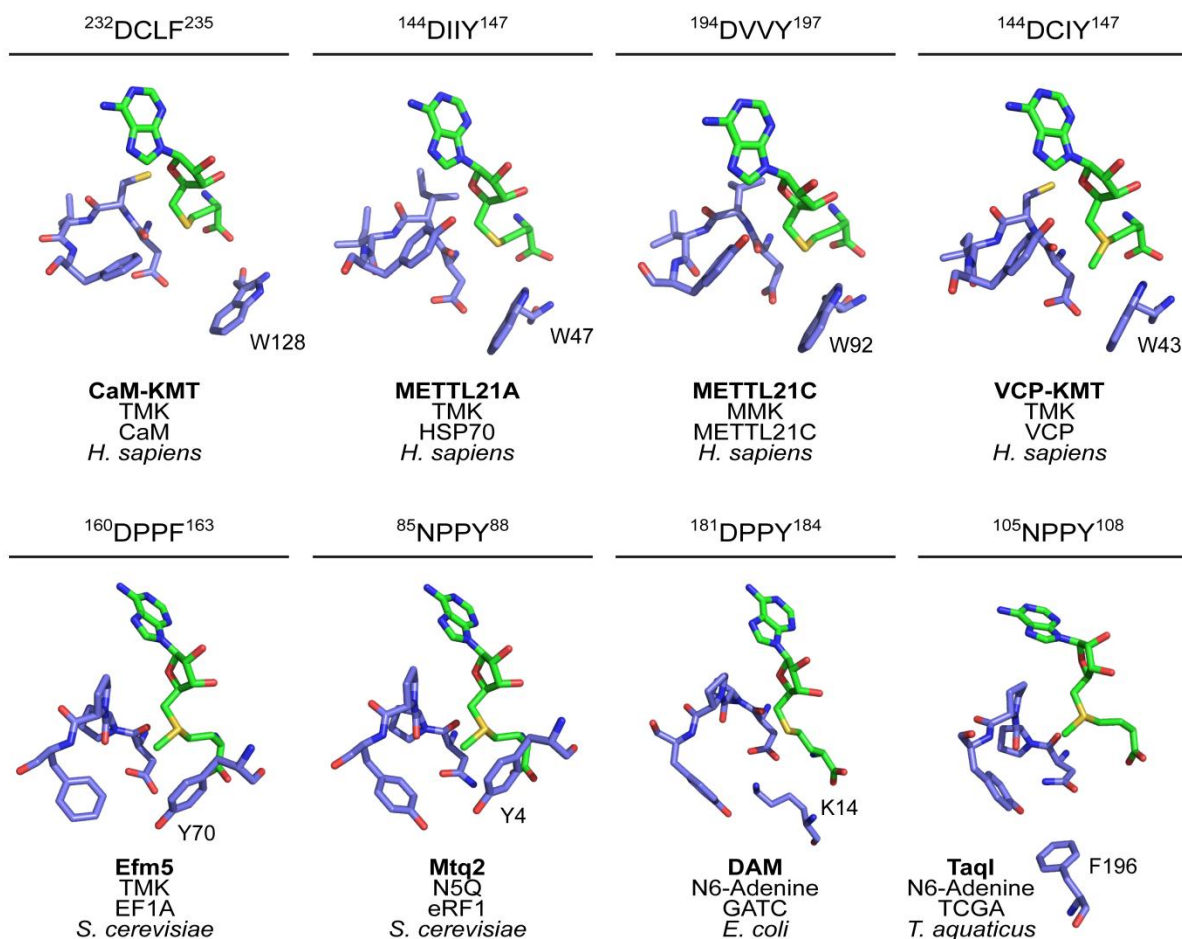 ²³²DCLF²³⁵
¹⁴⁴DIIY¹⁴⁷
¹⁹⁴DVVY¹⁹⁷
¹⁴⁴DCIY¹⁴⁷
W128
W47
W92
W43
CaM-KMT
TMK
CaM
H. sapiens
METTL21A
TMK
HSP70
H. sapiens
METTL21C
MMK
METTL21C
H. sapiens
VCP-KMT
TMK
VCP
H. sapiens
¹⁶⁰DPPF¹⁶³
⁸⁵NPPY⁸⁸
¹⁸¹DPPY¹⁸⁴
¹⁰⁵NPPY¹⁰⁸
Y70
Y4
K14
F196
Efm5
TMK
EF1A
S. cerevisiae
Mtq2
N5Q
eRF1
S. cerevisiae
DAM
N6-Adenine
GATC
E. coli
TaqI
N6-Adenine
TCGA
T. aquaticus